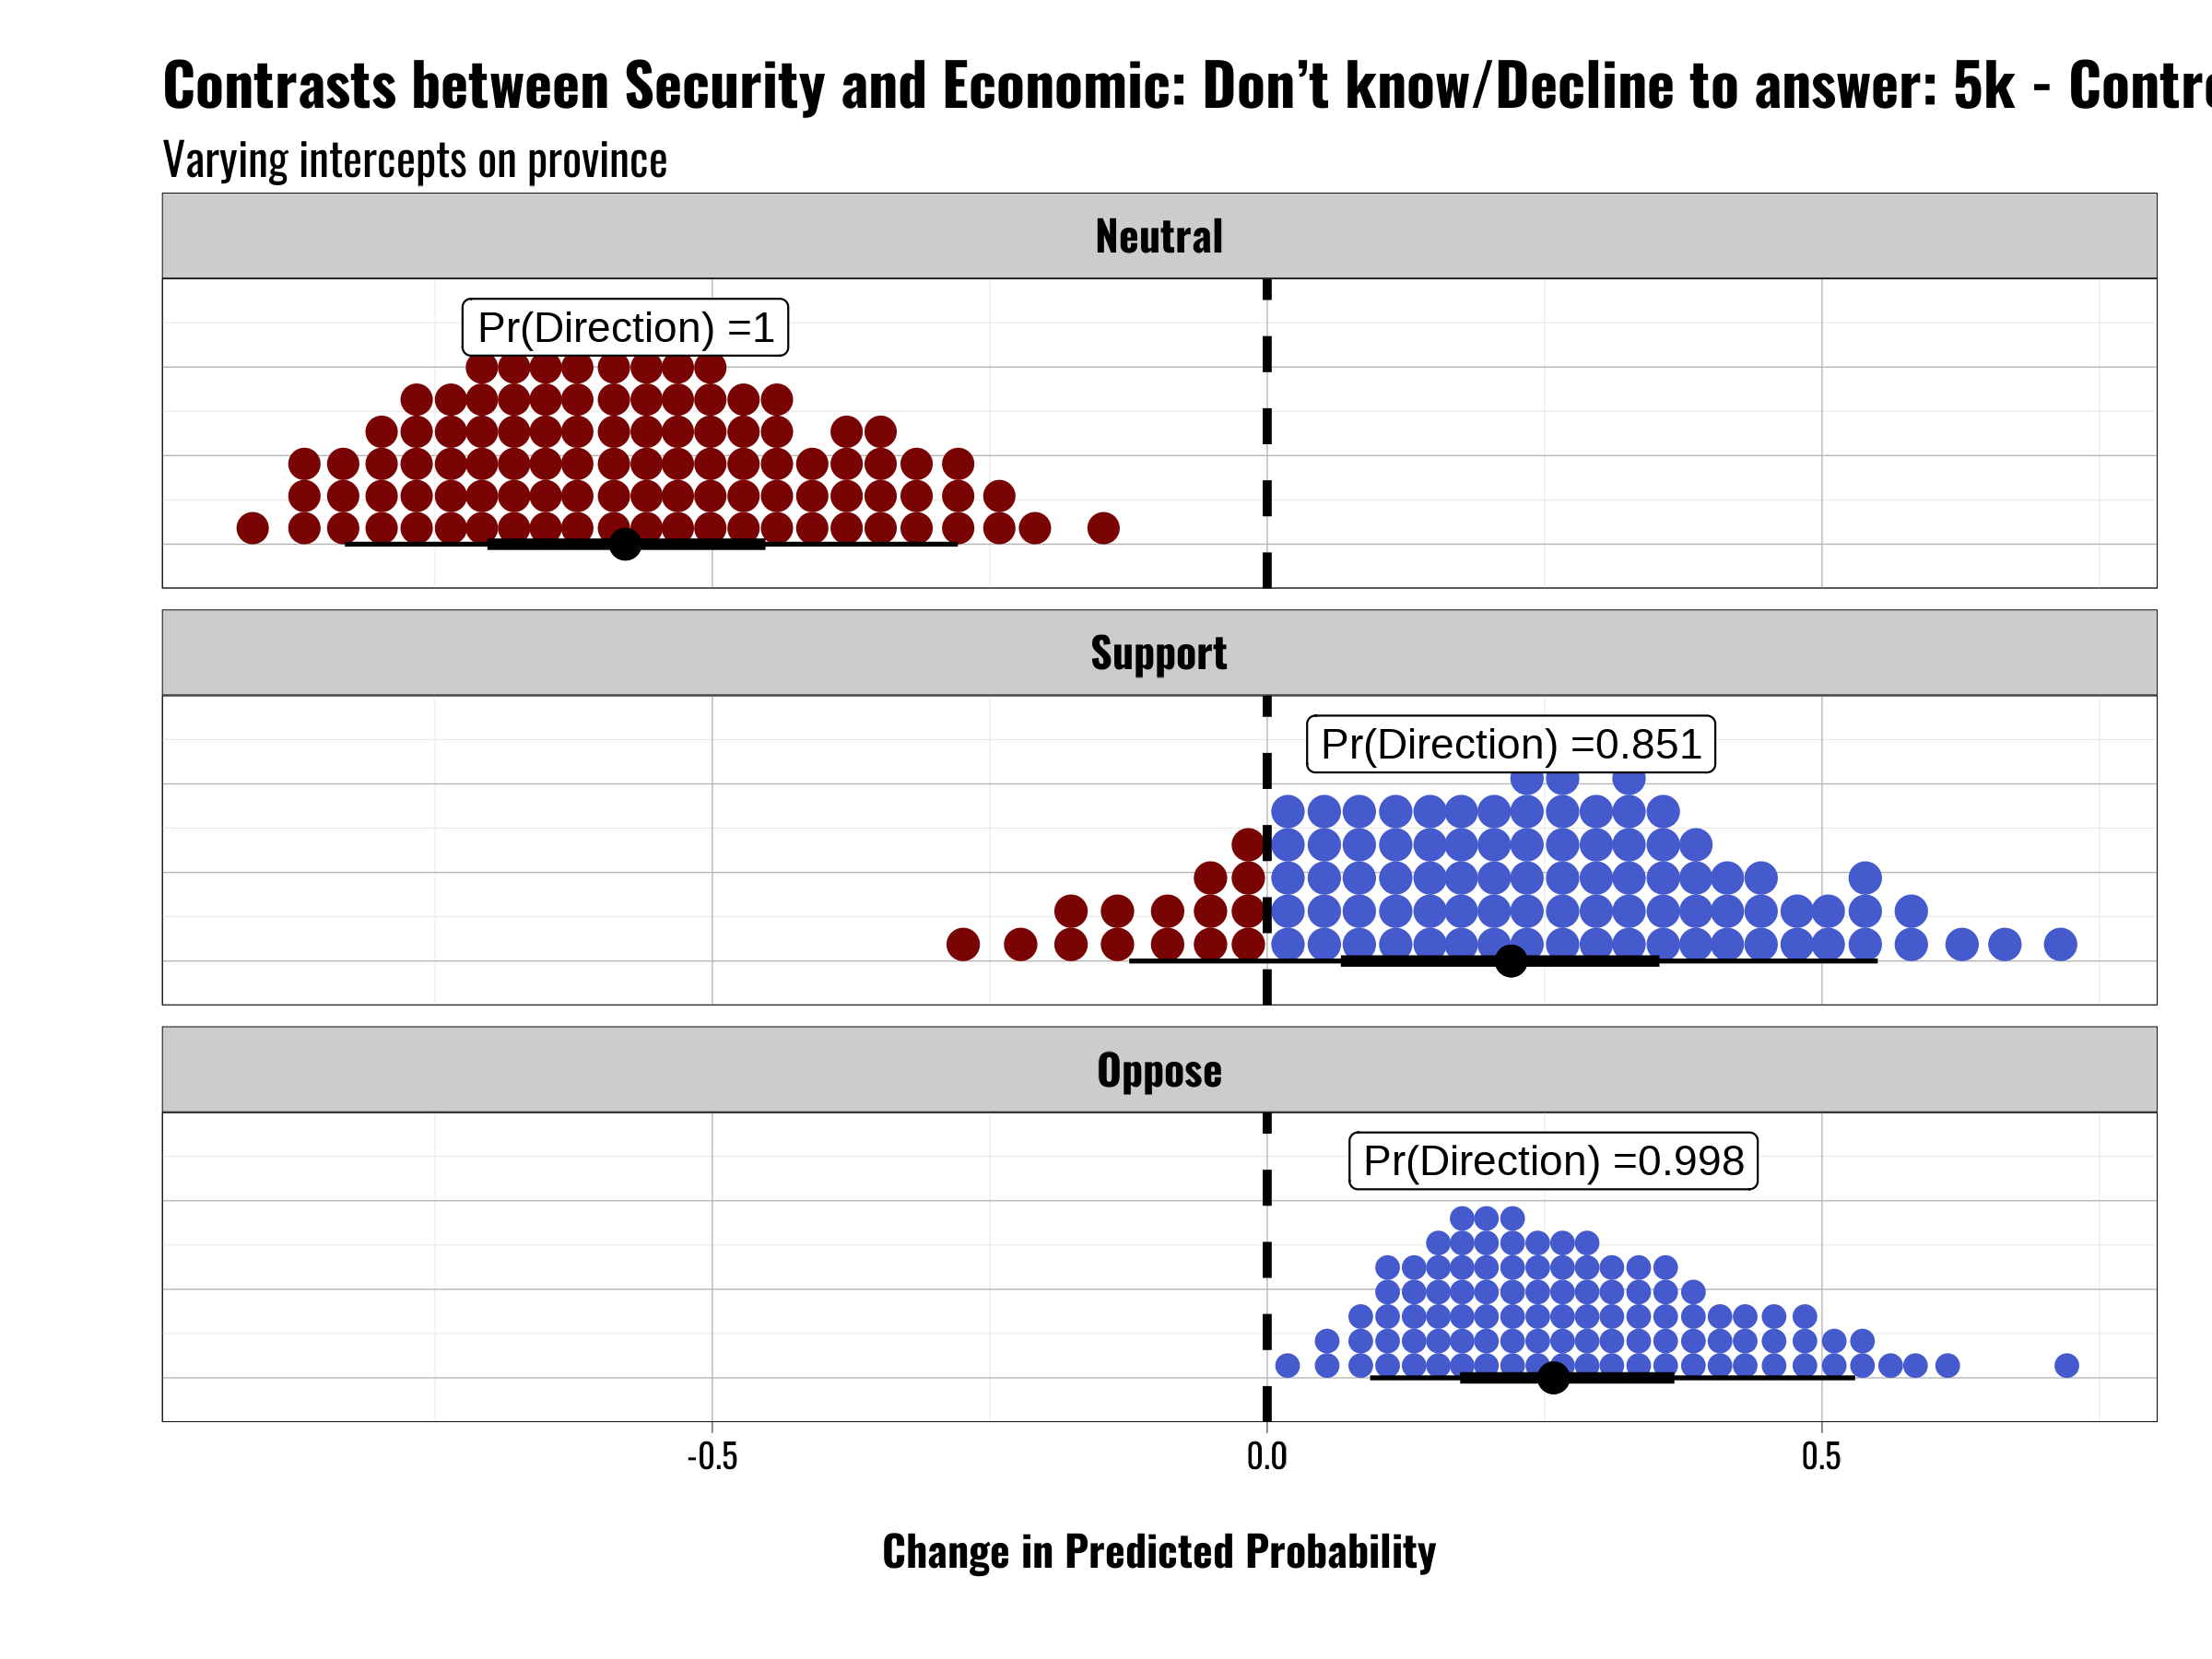 Contrasts between Security and Economic: Don’t know/Decline to answer: 5k - Contr
Varying intercepts on province
Neutral
Pr(Direction) =1
Support
Pr(Direction) =0.851
Oppose
Pr(Direction) =0.998
-0.5 0.0 0.5
Change in Predicted Probability